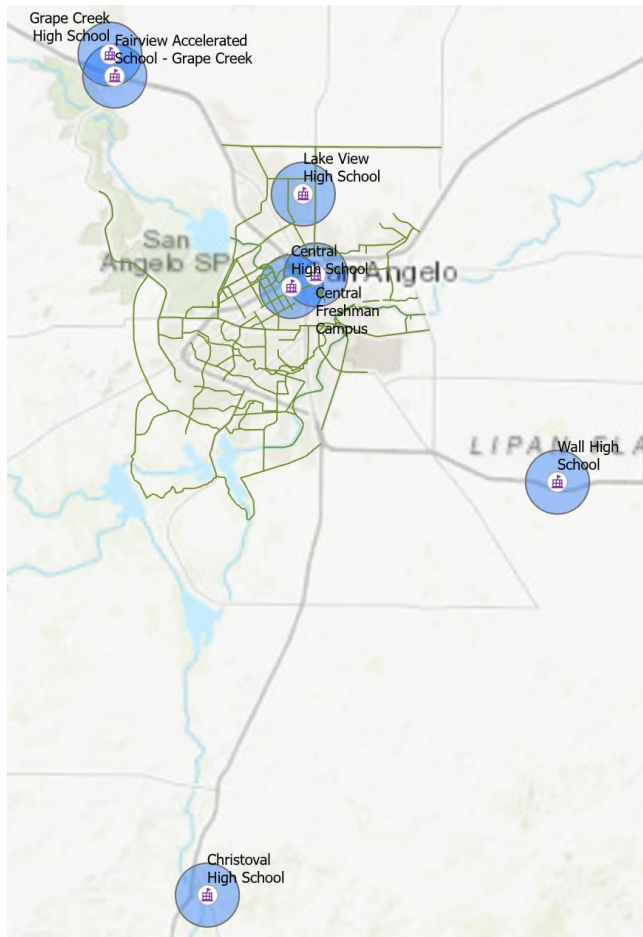 Grape Creek
High School
Fairview Accelerated
School - Grape Creek
Lake View
High School
San
Angelo SP
Central
High School
Angelo
Central
Freshman
Campus
LIPAN
Wall High
School
Christoval
High School